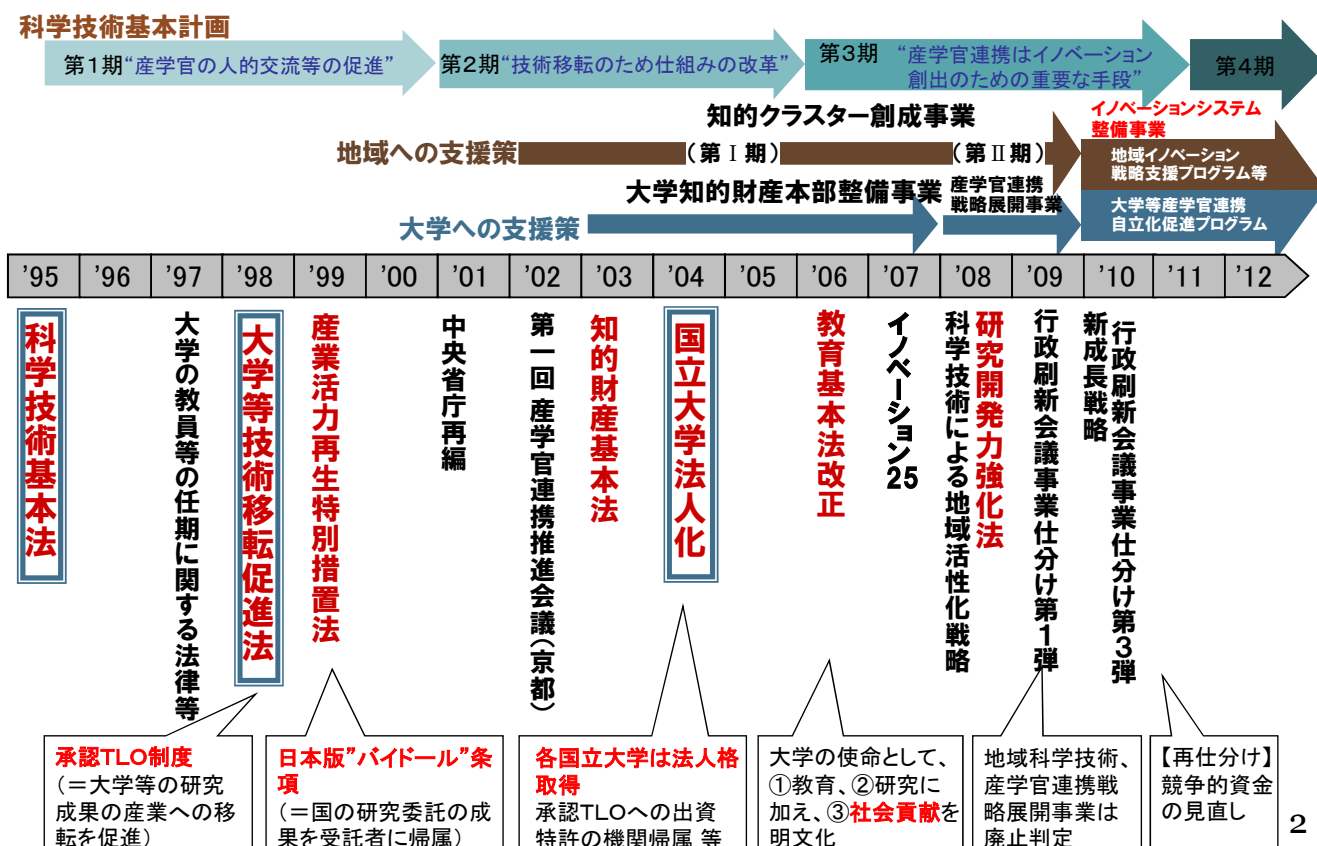 科学技術基本計画
第1期“産学官の人的交流等の促進”
第2期“技術移転のため仕組みの改革”
第3期 “産学官連携はイノベーション
創出のための重要な手段”
第4期
知的クラスター創成事業
イノベーションシステム
整備事業
地域への支援策
(第Ⅰ期)
(第Ⅱ期)
地域イノベーション
戦略支援プログラム等
大学知的財産本部整備事業
産学官連携
戦略展開事業
大学への支援策
大学等産学官連携
自立化促進プログラム
’95 ’96 ’97 ’98 ’99 ’00 ’01 ’02 ’03 ’04 ’05 ’06 ’07 ’08 ’09 ’10 ’11 ’12
科学技術基本法
大学の教員等の任期に関する法律等
大学等技術移転促進法
産業活力再生特別措置法
中央省庁再編
第一回 産学官連携推進会議(京都)
知的財産基本法
国立大学法人化
教育基本法改正
イノベーション25
科学技術による地域活性化戦略
研究開発力強化法
行政刷新会議事業仕分け第1弾
新成長戦略
行政刷新会議事業仕分け第3弾
承認TLO制度
(=大学等の研究
成果の産業への移
転を促進)
日本版”バイドール”条
項
(=国の研究委託の成
果を受託者に帰属)
各国立大学は法人格
取得
承認TLOへの出資
特許の機関帰属 等
大学の使命として、
①教育、②研究に
加え、③社会貢献を
明文化
地域科学技術、
産学官連携戦
略展開事業は
廃止判定
【再仕分け】
競争的資金
の見直し
2